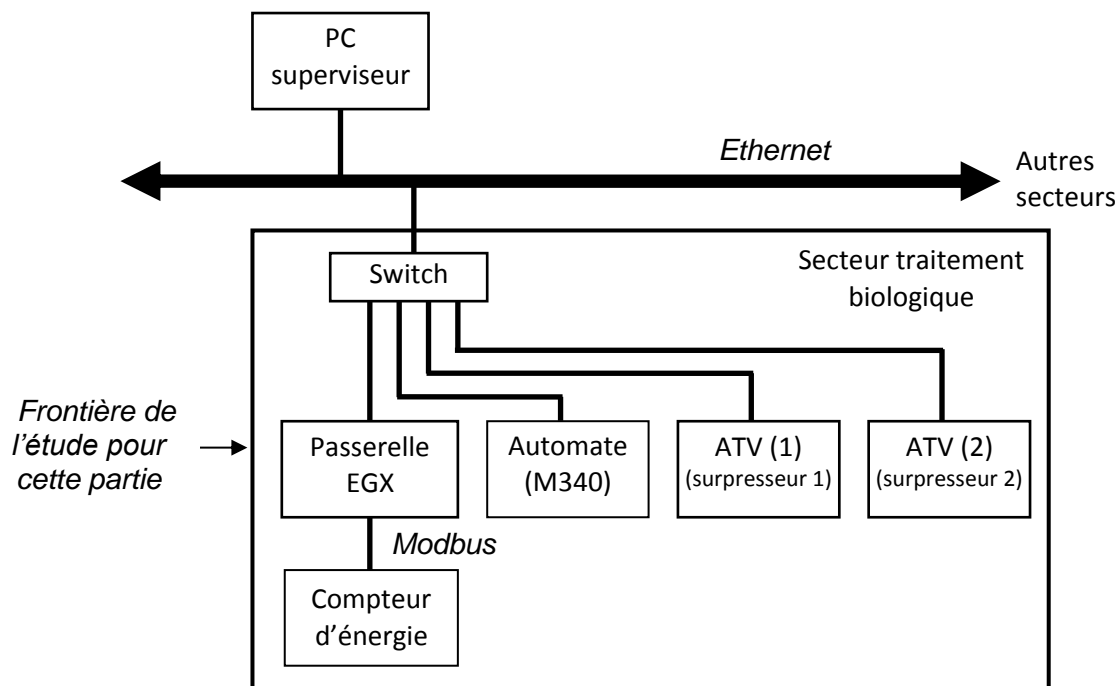 PC
superviseur
Ethernet
Autres
secteurs
Switch
Secteur traitement
biologique
Frontière de
l’étude pour
cette partie
Passerelle
EGX
Automate
(M340)
ATV (1)
(surpresseur 1)
ATV (2)
(surpresseur 2)
Modbus
Compteur
d’énergie